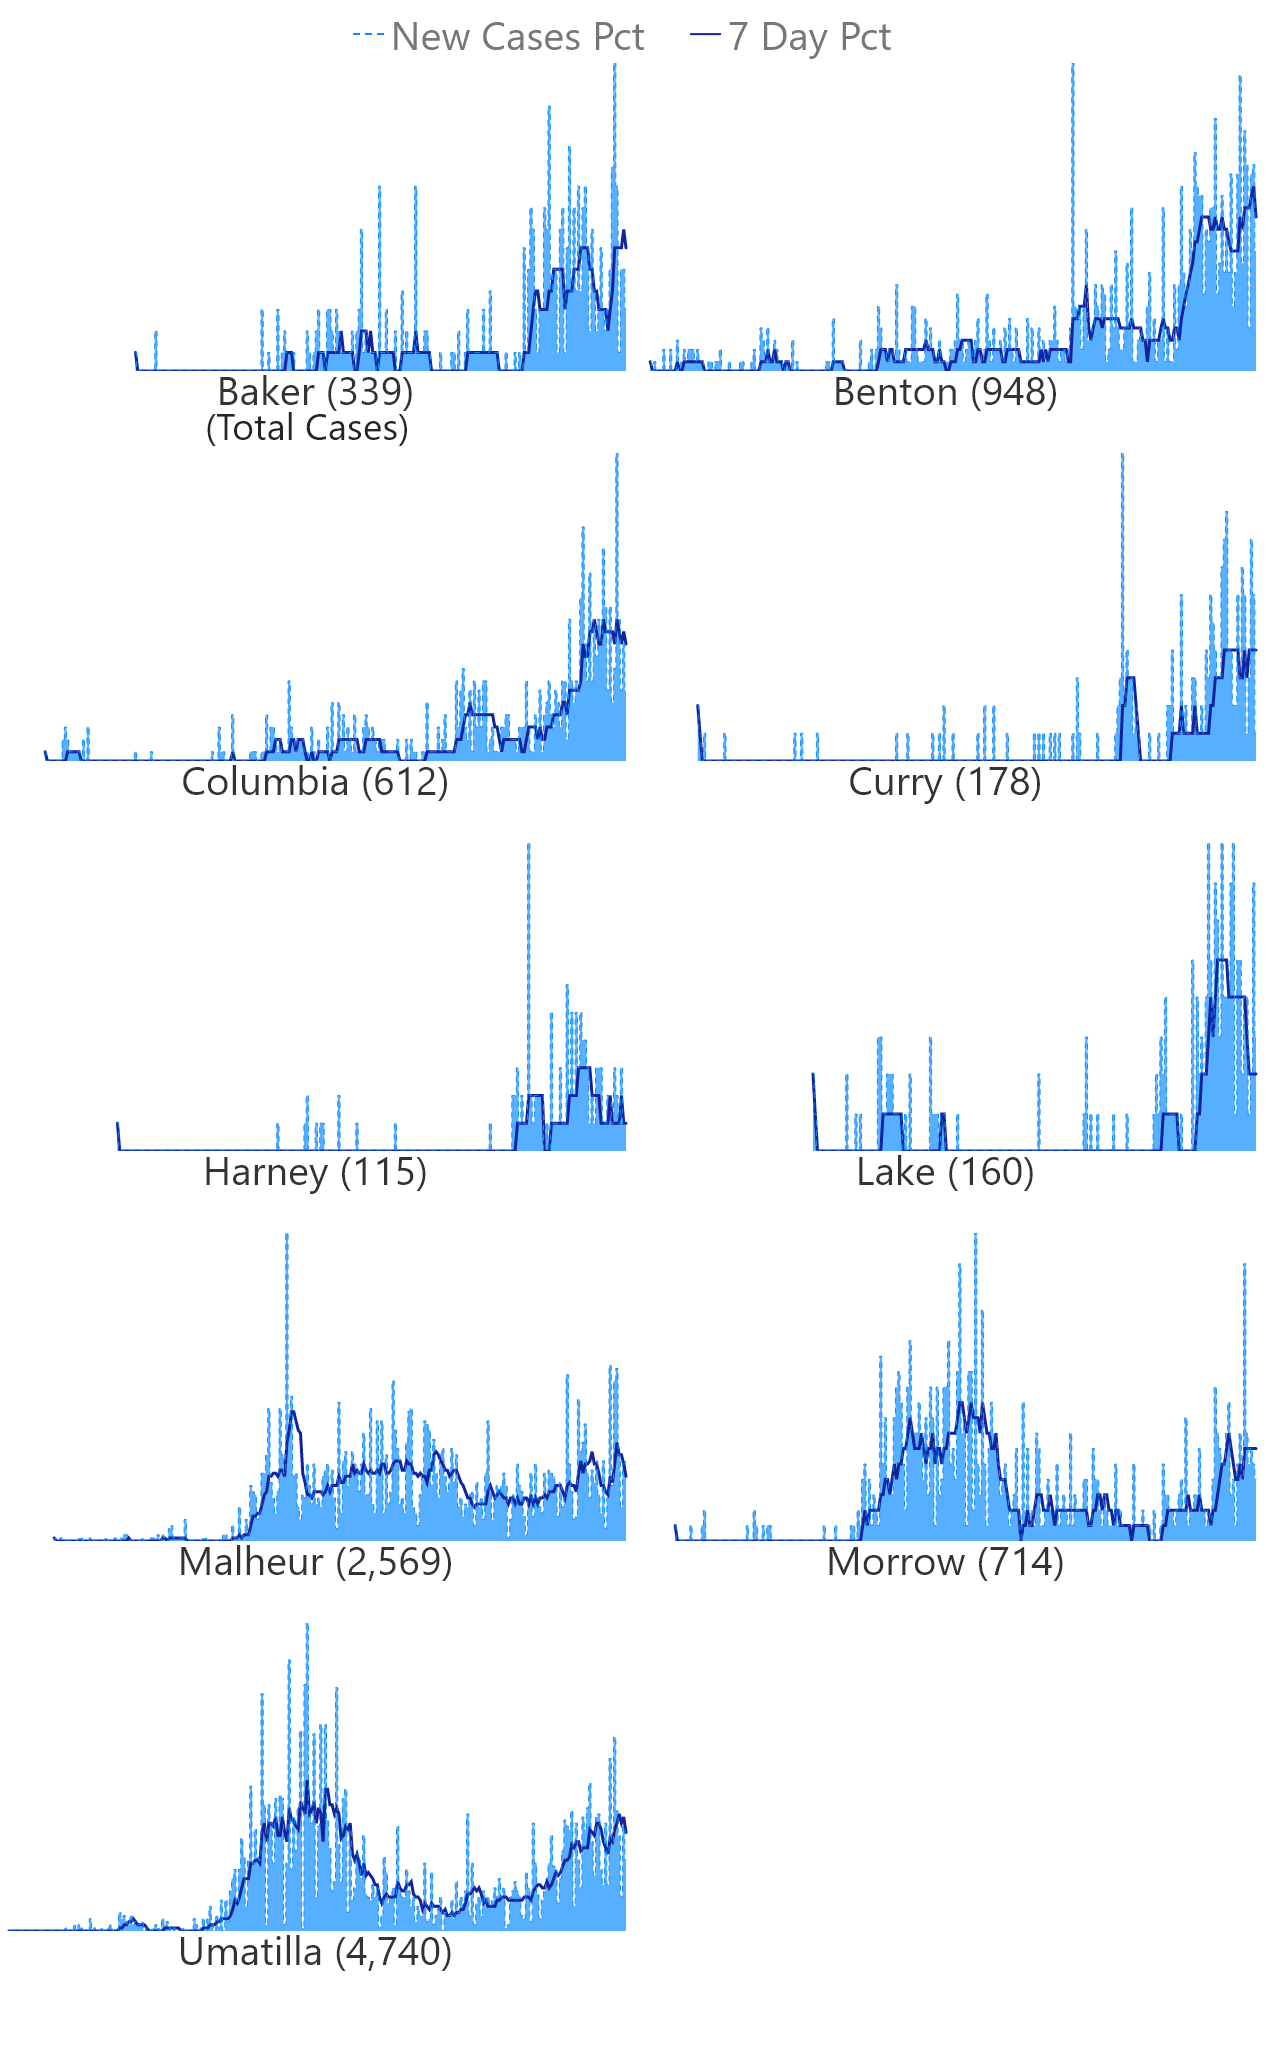 New Cases Pct 7 Day Pct
Baker (339) Benton (948)
(Total Cases)
Columbia (612) Curry (178)
Harney (115) Lake (160)
Malheur (2,569) Morrow (714)
Umatilla (4,740)